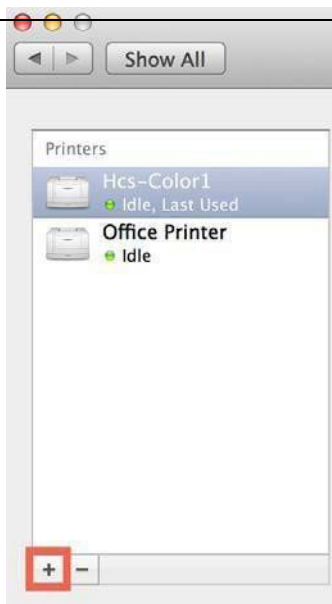 Show All
Printers
Hcs-Color1
Idle, Last Used
Office Printer
Idle
+ −